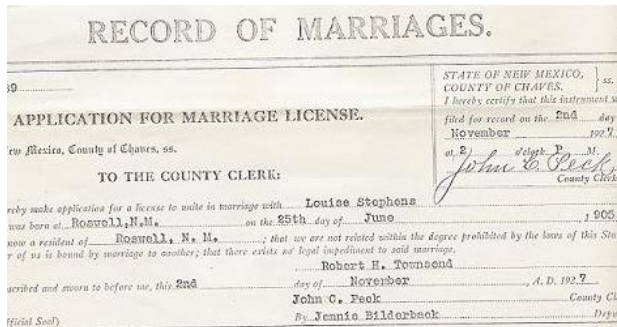 RECORD OF MARRIAGES.
STATE OF NEW MEXICO,
COUNTY OF CHAVES, } ss.
I hereby certify that this instrument
filed for record on the 2nd day
November 1927
at 2 o'clock P M.
John C. Peck
County Clerk
39
APPLICATION FOR MARRIAGE LICENSE.
New Mexico, County of Chaves, ss.
TO THE COUNTY CLERK:
reby make application for a license to unite in marriage with Louise Stephens
was born at Roswell,N.M. on the 25th day of June 1905
now a resident of Roswell, N. M. ; that we are not related within the degree prohibited by the laws of this Sta
r of us is bound by marriage to another; that there exists no legal impediment to said marriage.
Robert H. Townsend
scribed and sworn to before me, this 2nd day of November , A. D. 1927
John C. Peck County Cl
fficial Seal) By Jennie Bilderback Depu